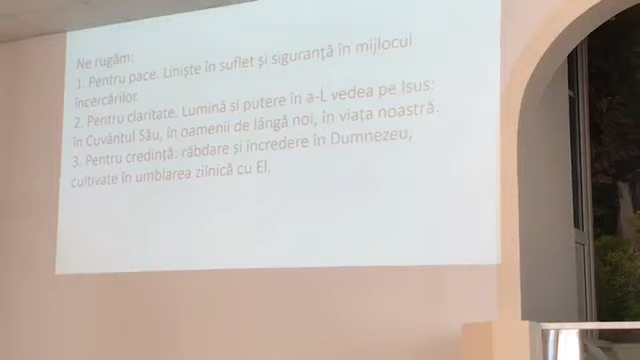 Ne rugăm:
1. Pentru pace. Liniște în suflet și siguranță în mijlocul
încercărilor.
2. Pentru claritate. Lumină și putere în a-L vedea pe Isus:
în Cuvântul Său, în oamenii de lângă noi, în viața noastră.
3. Pentru credință: răbdare și încredere în Dumnezeu,
cultivate în umblarea zilnică cu El.